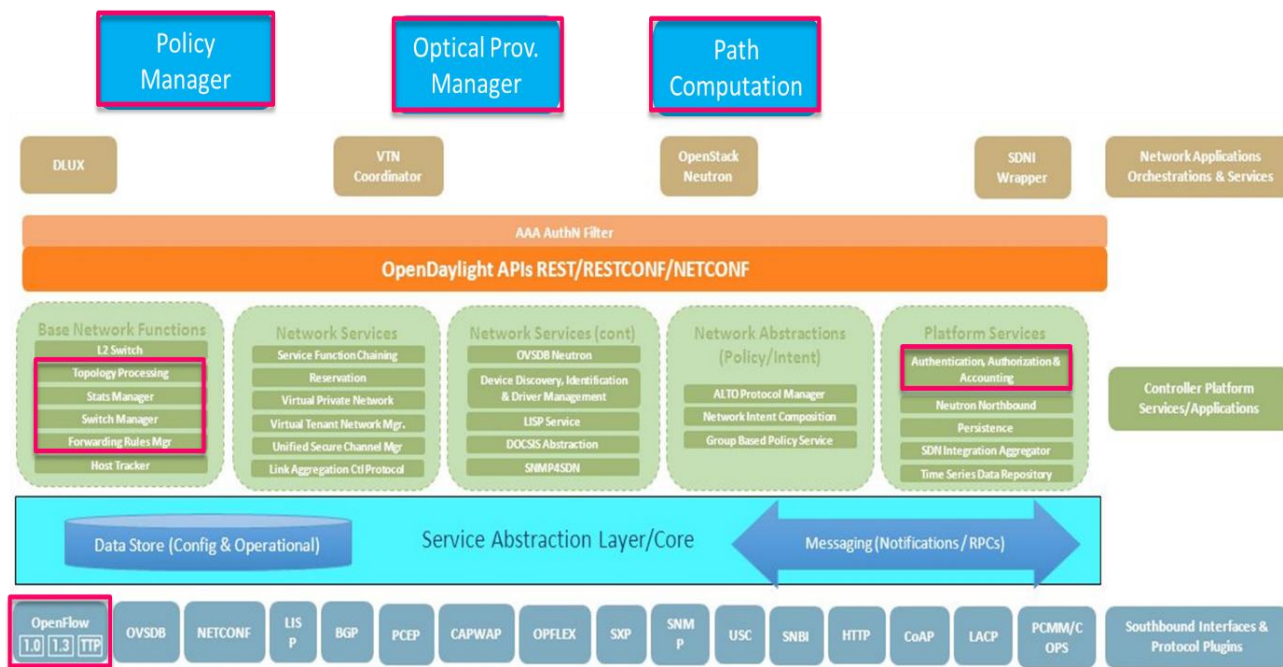 Policy
Manager
Optical Prov.
Manager
Path
Computation
DLUX
VTN
Coordinator
OpenStack
Neutron
SDNI
Wrapper
Network Applications
Orchestrations & Services
AAA AuthN Filter
OpenDaylight APIs REST/RESTCONF/NETCONF
Base Network Functions
L2 Switch
Topology Processing
Stats Manager
Switch Manager
Forwarding Rules Mgr
Host Tracker
Network Services
Service Function Chaining
Reservation
Virtual Private Network
Virtual Tenant Network Mgr.
Unified Secure Channel Mgr
Link Aggregation Ctl Protocol
Network Services (cont)
OVSDB Neutron
Device Discovery, Identification
& Driver Management
LISP Service
DOCSIS Abstraction
SNMP4SDN
Network Abstractions
(Policy/Intent)
ALTO Protocol Manager
Network Intent Composition
Group Based Policy Service
Platform Services
Authentication, Authorization &
Accounting
Neutron Northbound
Persistence
SDN Integration Aggregator
Time Series Data Repository
Controller Platform
Services/Applications
Data Store (Config & Operational)
Service Abstraction Layer/Core
Messaging (Notifications / RPCs)
OpenFlow
1.0 1.3 TTP
OVSDB
NETCONF
LIS
P
BGP
PCEP
CAPWAP
OPFLEX
SXP
SNM
P
USC
SNBI
HTTP
CoAP
LACP
PCMM/C
OPS
Southbound Interfaces &
Protocol Plugins